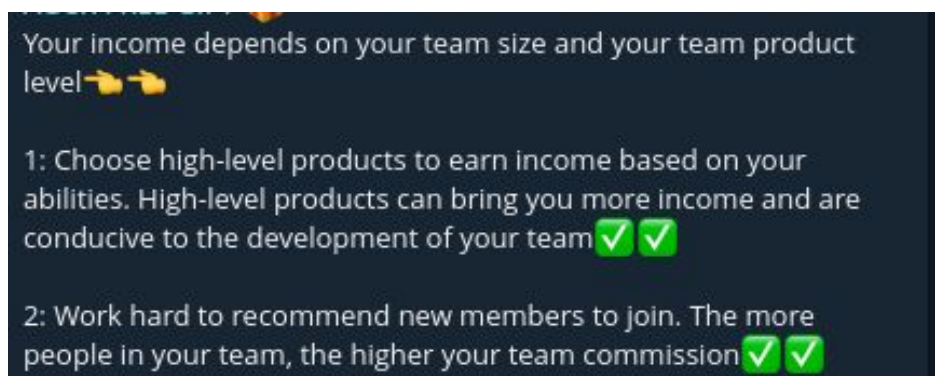 Your income depends on your team size and your team product
level👈👈
1: Choose high-level products to earn income based on your
abilities. High-level products can bring you more income and are
conducive to the development of your team✅✅
2: Work hard to recommend new members to join. The more
people in your team, the higher your team commission✅✅